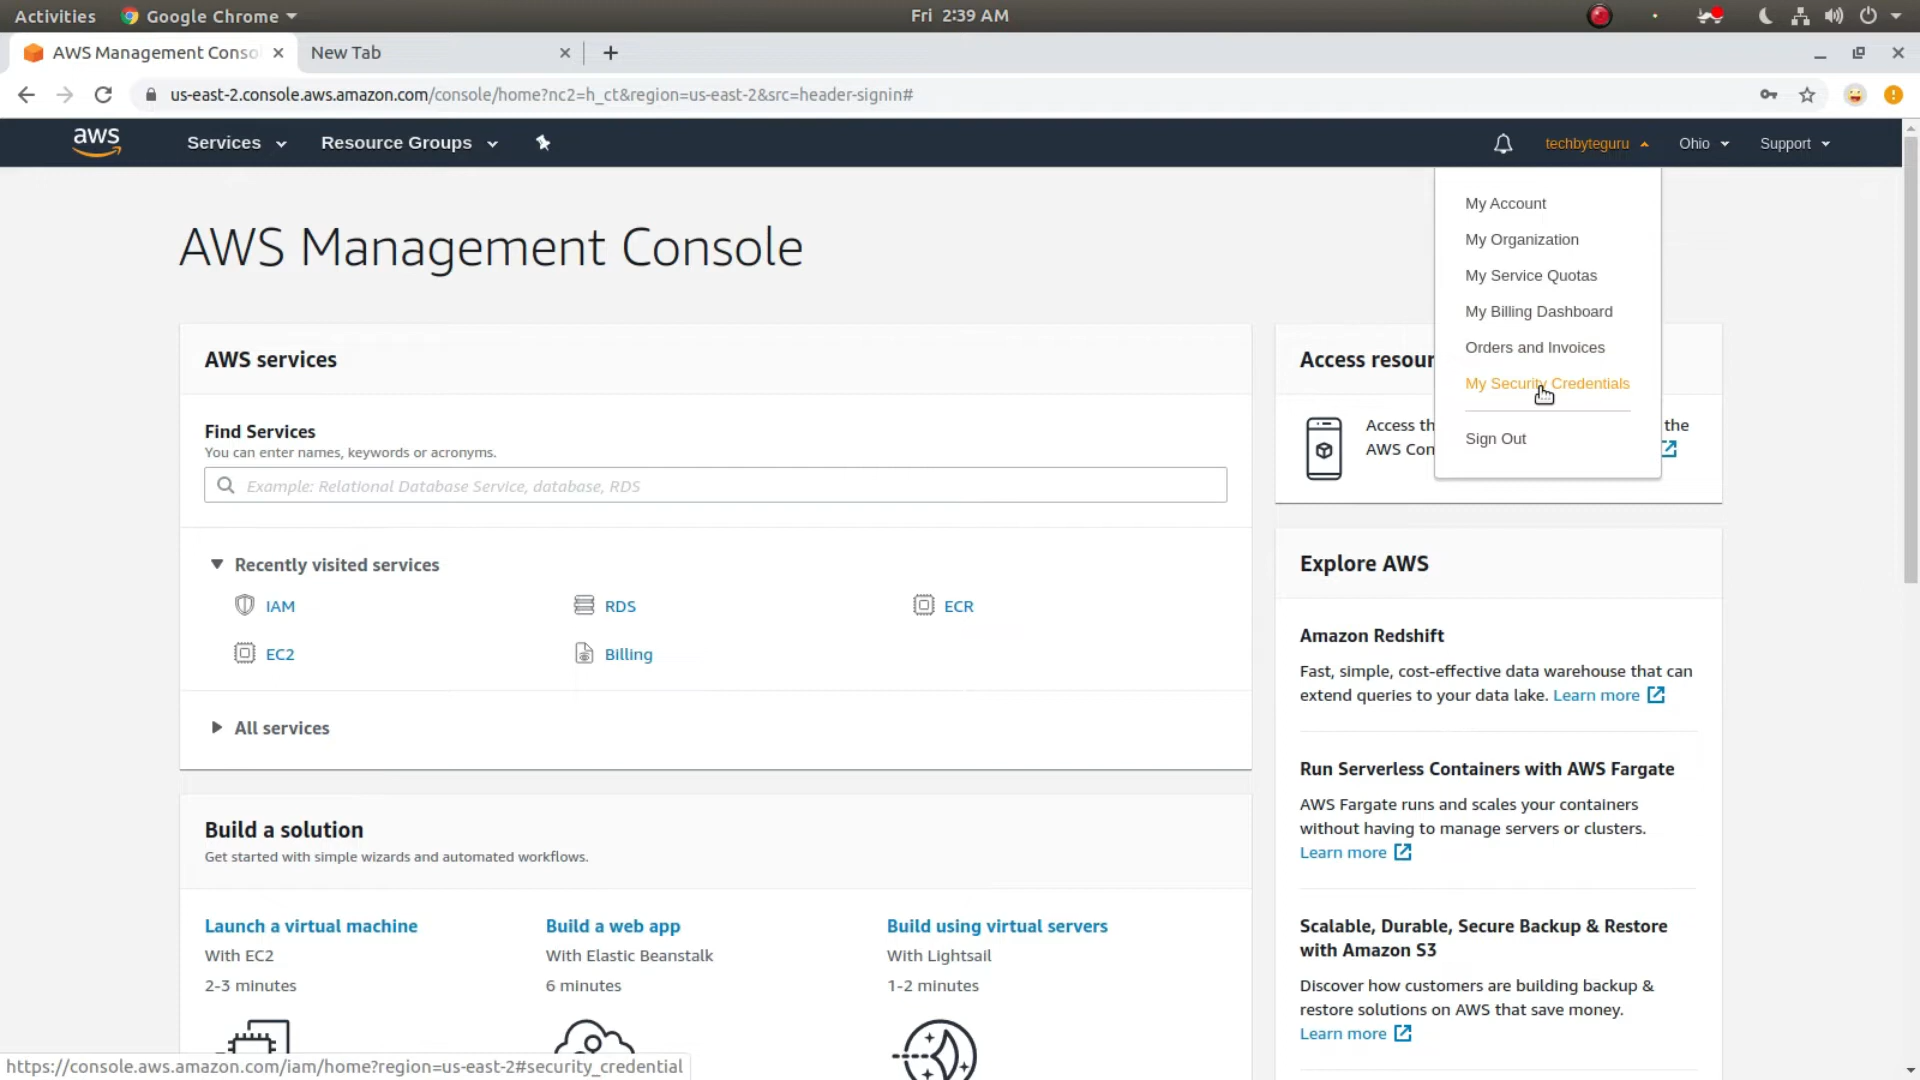 Activities
Google Chrome
Fri 2:39 AM
AWS Management Conso
New Tab
us-east-2.console.aws.amazon.com/console/home?nc2=h_ct&region=us-east-2&src=header-signin#
aws
Services
Resource Groups
techbyteguru
Ohio
Support
My Account
My Organization
My Service Quotas
My Billing Dashboard
Orders and Invoices
My Security Credentials
Sign Out
AWS Management Console
AWS services
Find Services
You can enter names, keywords or acronyms.
Example: Relational Database Service, database, RDS
Recently visited services
IAM
RDS
ECR
EC2
Billing
All services
Build a solution
Get started with simple wizards and automated workflows.
Launch a virtual machine
With EC2
2-3 minutes
Build a web app
With Elastic Beanstalk
6 minutes
Build using virtual servers
With Lightsail
1-2 minutes
Access resour
Access th the
AWS Con
Explore AWS
Amazon Redshift
Fast, simple, cost-effective data warehouse that can
extend queries to your data lake. Learn more
Run Serverless Containers with AWS Fargate
AWS Fargate runs and scales your containers
without having to manage servers or clusters.
Learn more
Scalable, Durable, Secure Backup & Restore
with Amazon S3
Discover how customers are building backup &
restore solutions on AWS that save money.
Learn more
https://console.aws.amazon.com/iam/home?region=us-east-2#security_credential